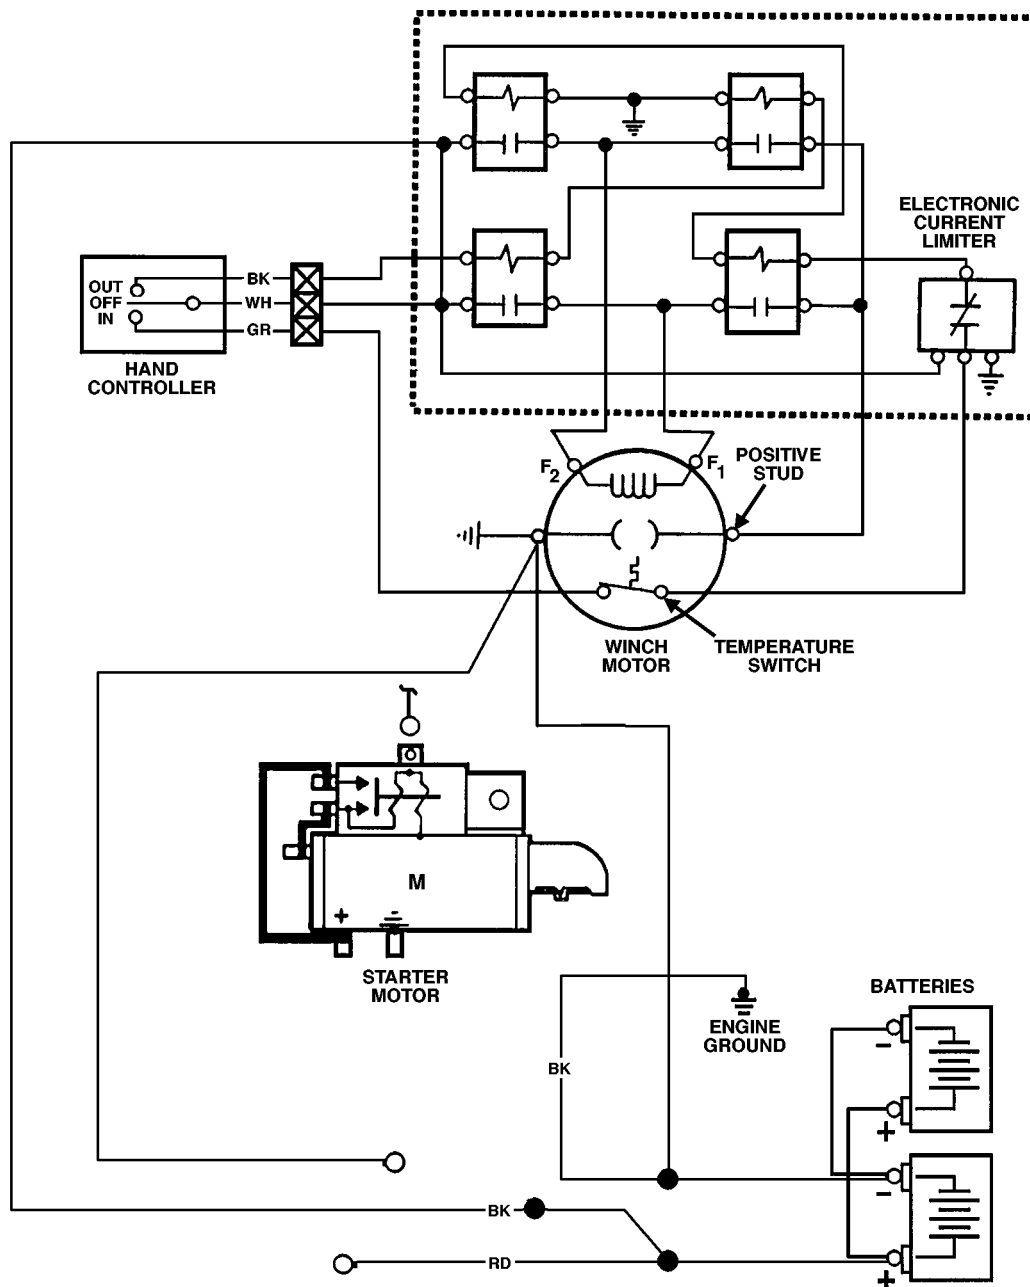 ELECTRONIC
CURRENT
LIMITER
OUT
OFF
IN
BK
WH
GR
HAND
CONTROLLER
F2
F1
POSITIVE
STUD
WINCH
MOTOR
TEMPERATURE
SWITCH
M
+
-
STARTER
MOTOR
ENGINE
GROUND
BATTERIES
-
+
BK
-
+
BK
RD